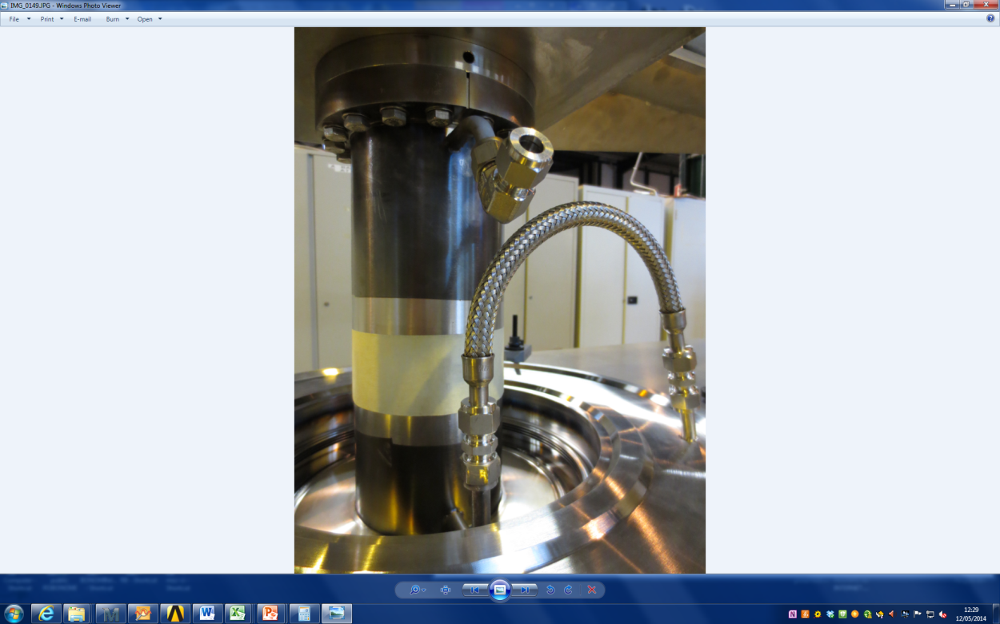 IMG_0149.JPG - Windows Photo Viewer
File Print E-mail Burn Open
12:29
12/05/2014